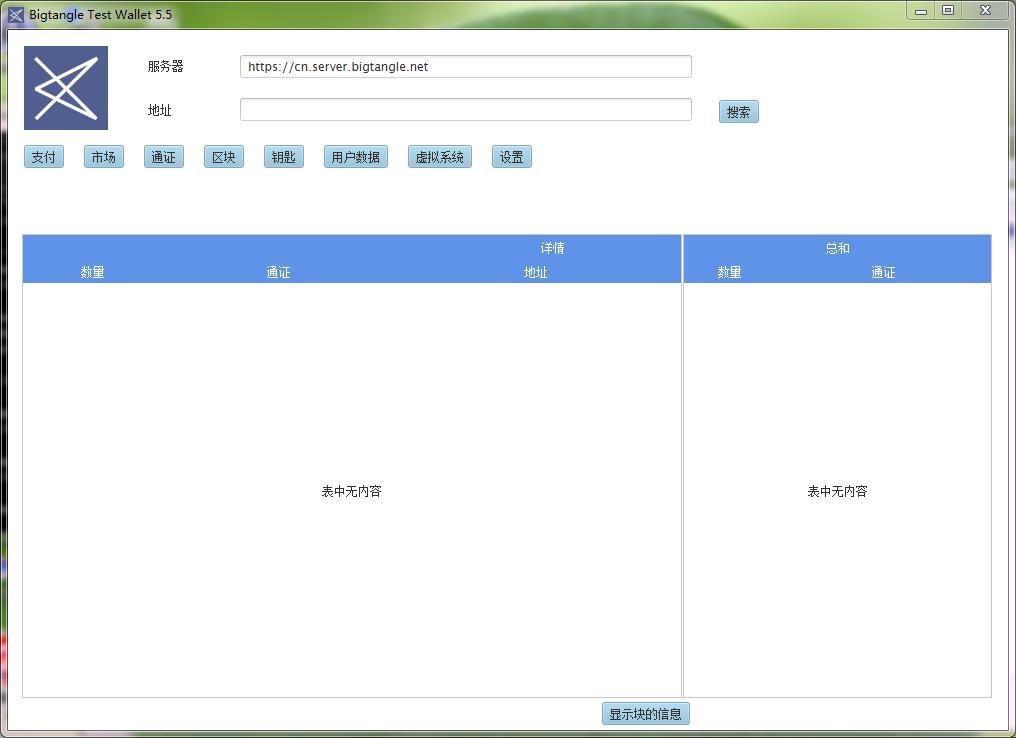 Bigtangle Test Wallet 5.5
服务器 https://cn.server.bigtangle.net
地址 搜索
支付 市场 通证 区块 钥匙 用户数据 虚拟系统 设置
详情 总和
数量 通证 地址 数量 通证
表中无内容 表中无内容
显示块的信息